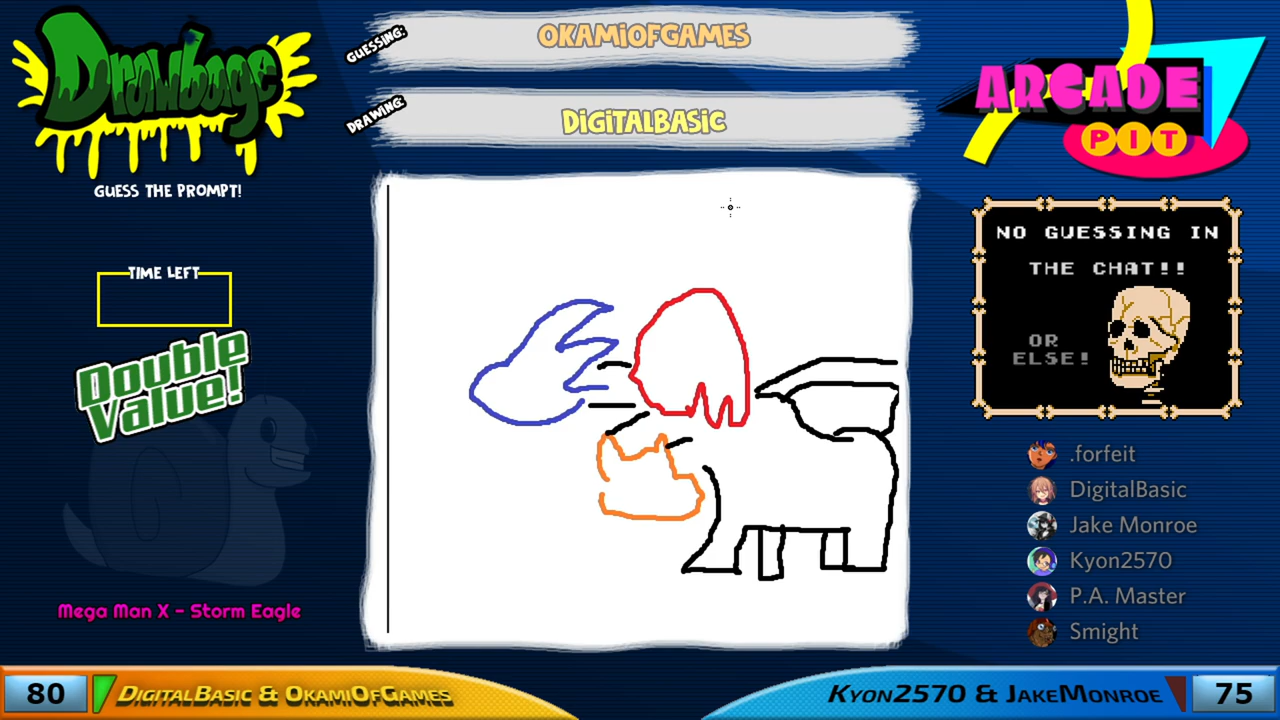 Drawbage
GUESS THE PROMPT!
TIME LEFT
Double
Value!
Mega Man X - Storm Eagle
GUESSING:
OKAMIOFGAMES
DRAWING:
DIGITALBASIC
ARCADE
PIT
NO GUESSING IN
THE CHAT!!
OR
ELSE!
.forfeit
DigitalBasic
Jake Monroe
Kyon2570
P.A. Master
Smight
80
DigitalBasic & OkamiOfGames
Kyon2570 & JakeMonroe
75